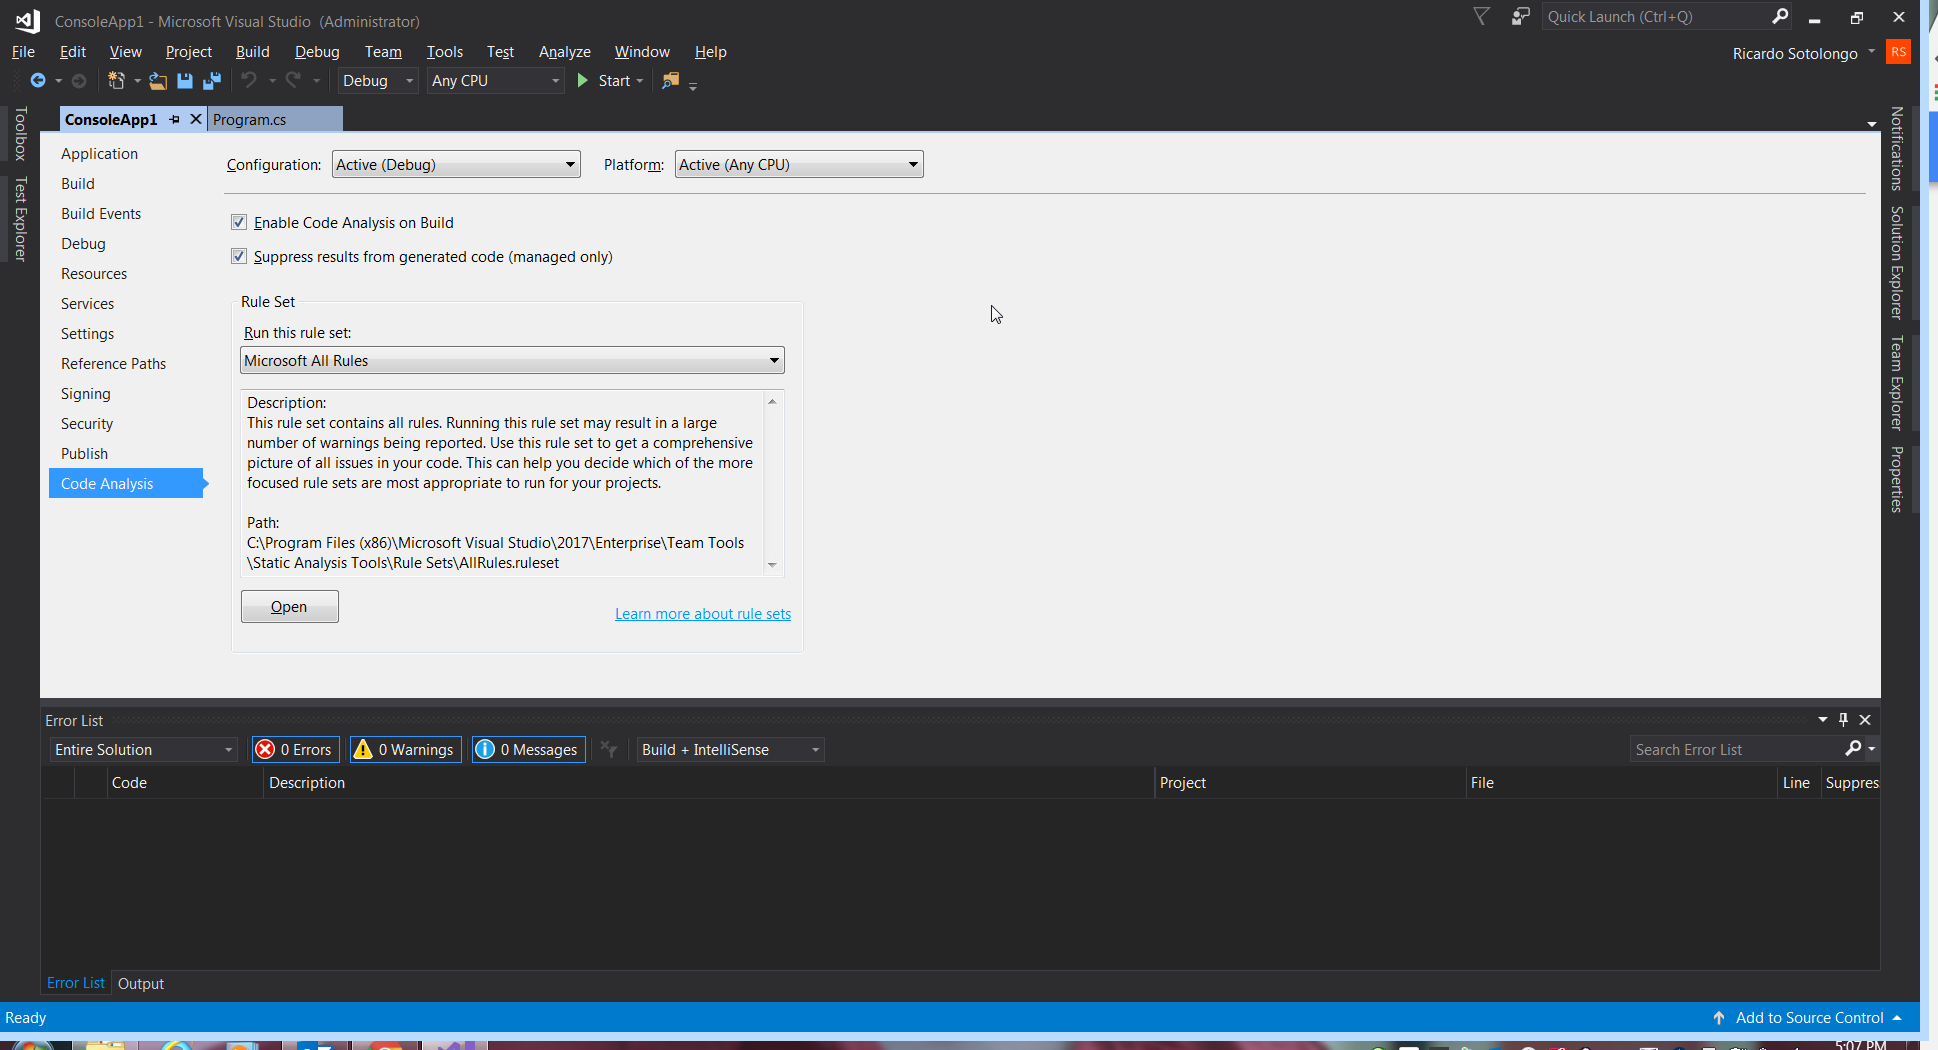 ConsoleApp1 - Microsoft Visual Studio (Administrator)
Quick Launch (Ctrl+Q)
File Edit View Project Build Debug Team Tools Test Analyze Window Help
Ricardo Sotolongo RS
Debug Any CPU Start
Toolbox
Test Explorer
ConsoleApp1 Program.cs
Application
Build
Build Events
Debug
Resources
Services
Settings
Reference Paths
Signing
Security
Publish
Code Analysis
Configuration: Active (Debug) Platform: Active (Any CPU)
Enable Code Analysis on Build
Suppress results from generated code (managed only)
Rule Set
Run this rule set:
Microsoft All Rules
Description:
This rule set contains all rules. Running this rule set may result in a large
number of warnings being reported. Use this rule set to get a comprehensive
picture of all issues in your code. This can help you decide which of the more
focused rule sets are most appropriate to run for your projects.
Path:
C:\Program Files (x86)\Microsoft Visual Studio\2017\Enterprise\Team Tools
\Static Analysis Tools\Rule Sets\AllRules.ruleset
Open
Learn more about rule sets
Notifications
Solution Explorer
Team Explorer
Properties
Error List
Entire Solution 0 Errors 0 Warnings 0 Messages Build + IntelliSense Search Error List
Code Description Project File Line Suppres
Error List Output
Ready Add to Source Control
5:07 PM